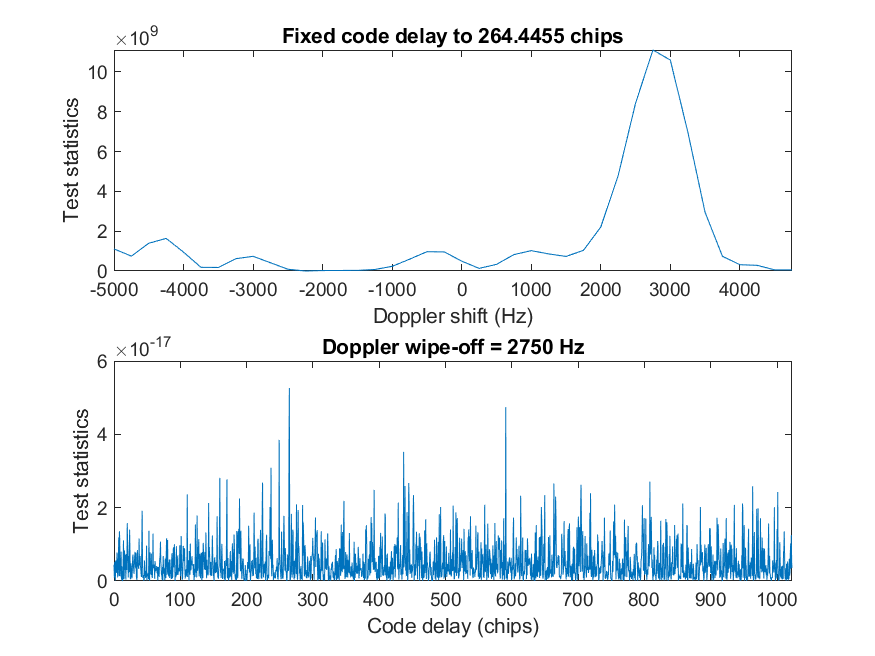 ×10⁹
Fixed code delay to 264.4455 chips
10
8
6
4
2
0
Test statistics
-5000 -4000 -3000 -2000 -1000 0 1000 2000 3000 4000
Doppler shift (Hz)
×10⁻¹⁷
Doppler wipe-off = 2750 Hz
6
4
2
0
Test statistics
0 100 200 300 400 500 600 700 800 900 1000
Code delay (chips)